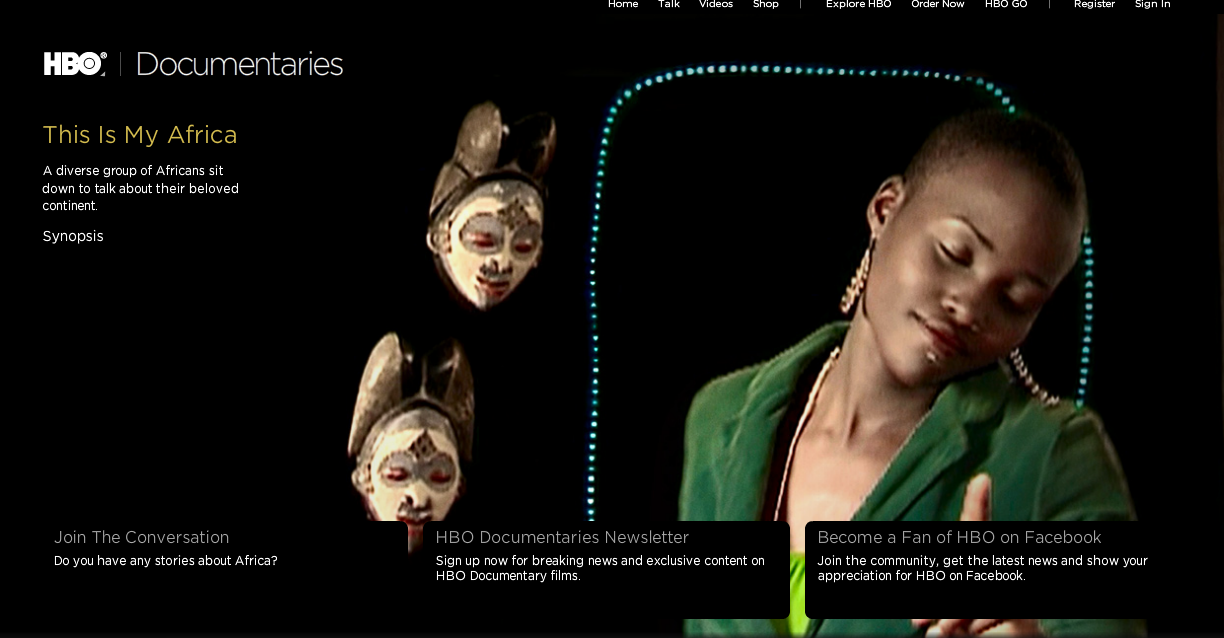 Home Talk Videos Shop | Explore HBO Order Now HBO GO | Register Sign In
HBO® | Documentaries
This Is My Africa
A diverse group of Africans sit
down to talk about their beloved
continent.
Synopsis
Join The Conversation
Do you have any stories about Africa?
HBO Documentaries Newsletter
Sign up now for breaking news and exclusive content on
HBO Documentary films.
Become a Fan of HBO on Facebook
Join the community, get the latest news and show your
appreciation for HBO on Facebook.